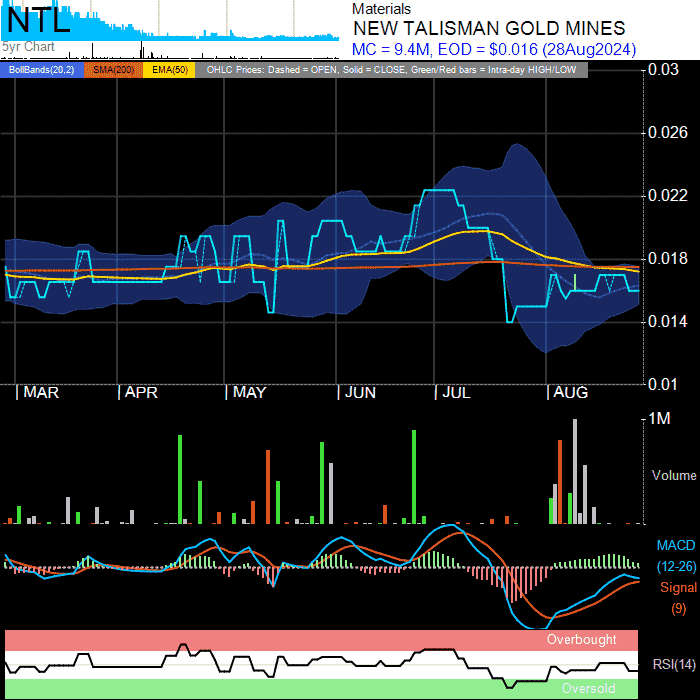 NTL
5yr Chart
Materials
NEW TALISMAN GOLD MINES
MC = 9.4M, EOD = $0.016 (28Aug2024)
BollBands(20,2) SMA(200) EMA(50) OHLC Prices: Dashed = OPEN, Solid = CLOSE, Green/Red bars = Intra-day HIGH/LOW
0.03
0.026
0.022
0.018
0.014
0.01
| MAR | APR | MAY | JUN | JUL | AUG
1M
Volume
MACD
(12-26)
Signal
(9)
Overbought
RSI(14)
Oversold